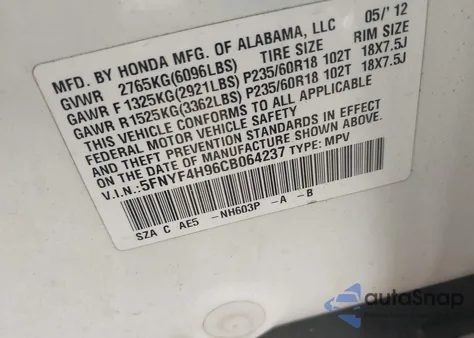 MFD. BY HONDA MFG. OF ALABAMA, LLC 05/'12
GVWR 2765KG(6096LBS) TIRE SIZE RIM SIZE
GAWR F 1325KG(2921LBS) P235/60R18 102T 18X7.5J
GAWR R1525KG(3362LBS) P235/60R18 102T 18X7.5J
THIS VEHICLE CONFORMS TO ALL APPLICABLE
FEDERAL MOTOR VEHICLE SAFETY, BUMPER,
AND THEFT PREVENTION STANDARDS IN EFFECT
ON THE DATE OF MANUFACTURE SHOWN ABOVE.
V.I.N.:5FNYF4H96CB064237 TYPE: MPV
SZA C AE5 -NH603P -A -B
autoSnap